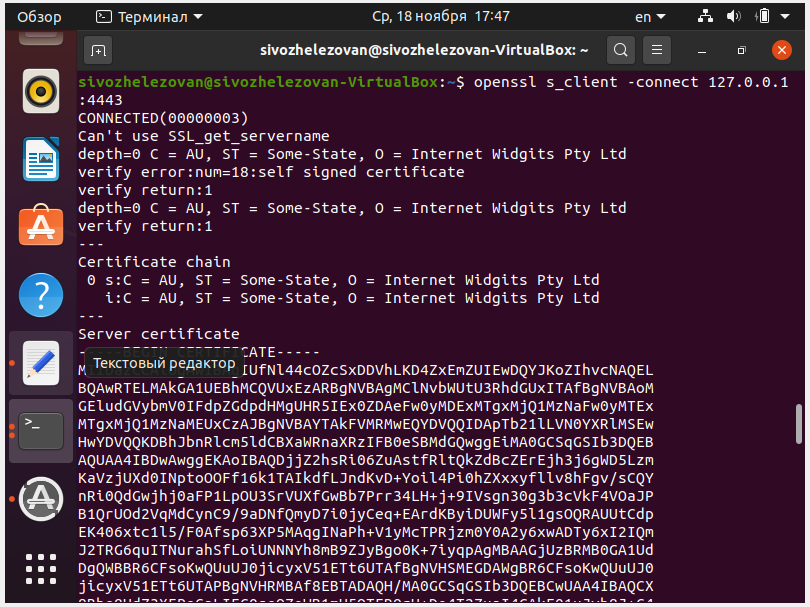 Обзор Терминал Ср, 18 ноября 17:47 en
sivozhelezovan@sivozhelezovan-VirtualBox: ~
sivozhelezovan@sivozhelezovan-VirtualBox:~$ openssl s_client -connect 127.0.0.1
:4443
CONNECTED(00000003)
Can't use SSL_get_servername
depth=0 C = AU, ST = Some-State, O = Internet Widgits Pty Ltd
verify error:num=18:self signed certificate
verify return:1
depth=0 C = AU, ST = Some-State, O = Internet Widgits Pty Ltd
verify return:1
---
Certificate chain
0 s:C = AU, ST = Some-State, O = Internet Widgits Pty Ltd
i:C = AU, ST = Some-State, O = Internet Widgits Pty Ltd
---
Server certificate
-----BEGIN CERTIFICATE-----
Текстовый редактор
IUfNl44cOZcSxDDVhLKD4ZxEmZUIEwDQYJKoZIhvcNAQEL
BQAwRTELMAkGA1UEBhMCQVUxEzARBgNVBAgMClNvbWUtU3RhdGUxITAfBgNVBAoM
GEludGVybmV0IFdpZGdpdHMgUHR5IEx0ZDAeFw0yMDExMTgxMjQ1MzNaFw0yMTEx
MTgxMjQ1MzNaMEUxCzAJBgNVBAYTAkFVMRMwEQYDVQQIDApTb21lLVN0YXRlMSEw
HwYDVQQKDBhJbnRlcm5ldCBXaWRnaXRzIFB0eSBMdGQwggEiMA0GCSqGSIb3DQEB
AQUAA4IBDwAwggEKAoIBAQDjjZ2hsRi06ZuAstfRltQkZdBcZErEjh3j6gWD5Lzm
KaVzjUXd0INptoOOFf16k1TAIkdfLJndKvD+Yoil4Pi0hZXxxyfllv8hFgv/sCQY
nRi0QdGwjhj0aFP1LpOU3SrVUXfGwBb7Prr34LH+j+9IVsgn30g3b3cVkF4VOaJP
B1QrUOd2VqMdCynC9/9aDNfQmyD7i0jyCeq+EArdKByiDUWFy5l1gsOQRAUUtCdp
EK406xtc1l5/F0Afsp63XP5MAqgINaPh+V1yMcTPRjzm0Y0A2y6xwADTy6xI2IQm
J2TRG6quITNurahSfLoiUNNNYh8mB9ZJyBgo0K+7iyqpAgMBAAGjUzBRMB0GA1Ud
DgQWBBR6CFsoKwQUuUJ0jicyxV51ETt6UTAfBgNVHSMEGDAWgBR6CFsoKwQUuUJ0
jicyxV51ETt6UTAPBgNVHRMBAf8EBTADAQH/MA0GCSqGSIb3DQEBCwUAA4IBAQCX